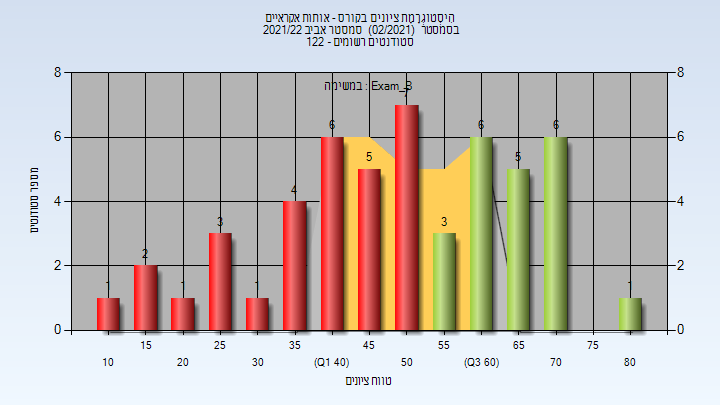 היסטוגרמת ציונים בקורס - אותות אקראיים
בסמסטר (02/2021) סמסטר אביב 2021/22
סטודנטים רשומים - 122
במשימה : Exam_B
8 8
6 6
4 4
2 2
0 0
מספר סטודנטים
1 2 1 3 1 4 6 5 7 3 6 5 6 1
10 15 20 25 30 35 (Q1 40) 45 50 55 (Q3 60) 65 70 75 80
טווח ציונים